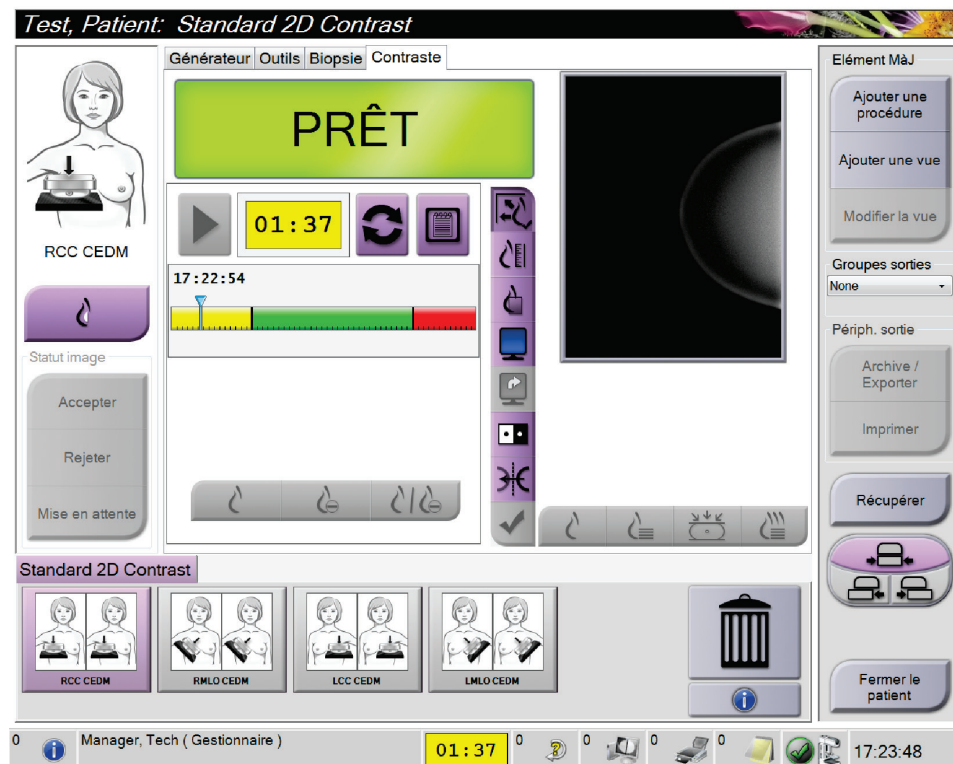 Test, Patient: Standard 2D Contrast
Générateur Outils Biopsie Contraste
PRÊT
01:37
17:22:54
RCC CEDM
Statut image
Accepter
Rejeter
Mise en attente
Elément MàJ
Ajouter une
procédure
Ajouter une vue
Modifier la vue
Groupes sorties
None
Périph. sortie
Archive /
Exporter
Imprimer
Récupérer
Fermer le
patient
Standard 2D Contrast
RCC CEDM
RMLO CEDM
LCC CEDM
LMLO CEDM
0 Manager, Tech ( Gestionnaire ) 01:37 0 0 0 0 17:23:48